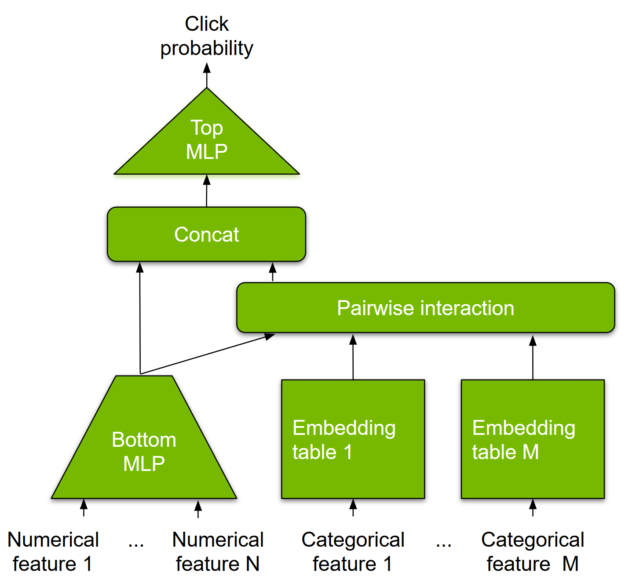 Click
probability
Top
MLP
Concat
Pairwise interaction
Bottom
MLP
Embedding
table 1
Embedding
table M
Numerical
feature 1
...
Numerical
feature N
Categorical
feature 1
...
Categorical
feature M